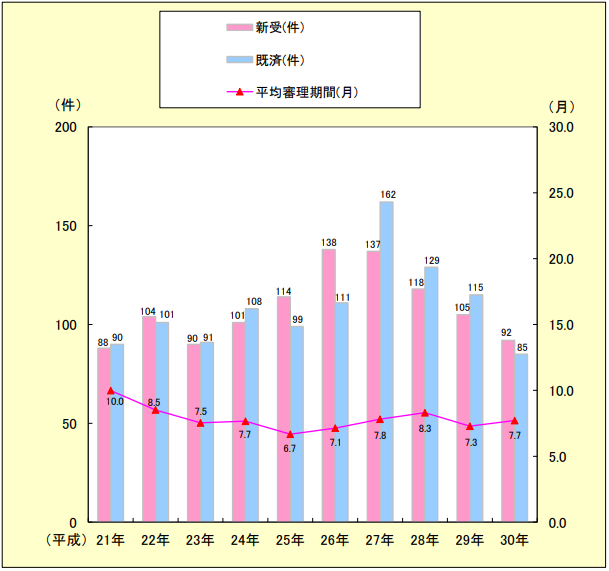 新受(件)
既済(件)
平均審理期間(月)
(件) (月)
200 30.0
150 25.0
100 20.0
50 15.0
0 10.0
5.0
0.0
88 90 104 101 90 91 101 108 114 99 138 111 137 162 118 129 105 115 92 85
10.0 8.5 7.5 7.7 6.7 7.1 7.8 8.3 7.3 7.7
(平成) 21年 22年 23年 24年 25年 26年 27年 28年 29年 30年